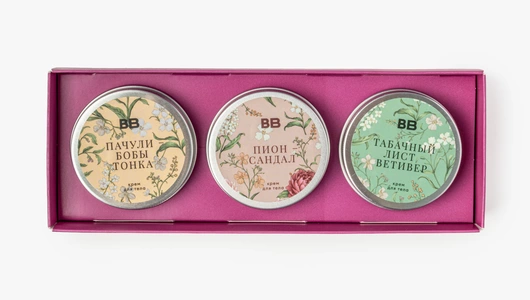 BB
ПАЧУЛИ
БОБЫ
ТОНКА
крем
для тела
BB
ПИОН
САНДАЛ
крем
для тела
BB
ТАБАЧНЫЙ
ЛИСТ
ВЕТИВЕР
крем
для тела